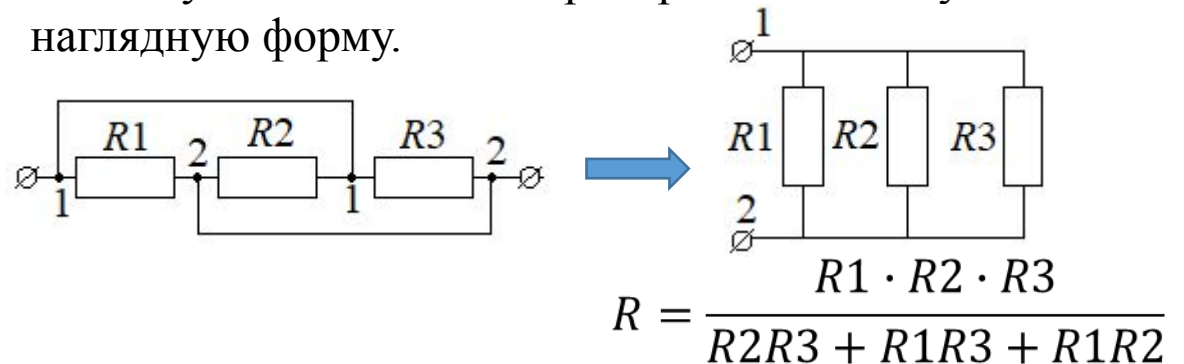 наглядную форму.
1
R1 2 R2 R3 2
1 1
R1 R2 R3
2
R = R1 · R2 · R3 / R2R3 + R1R3 + R1R2